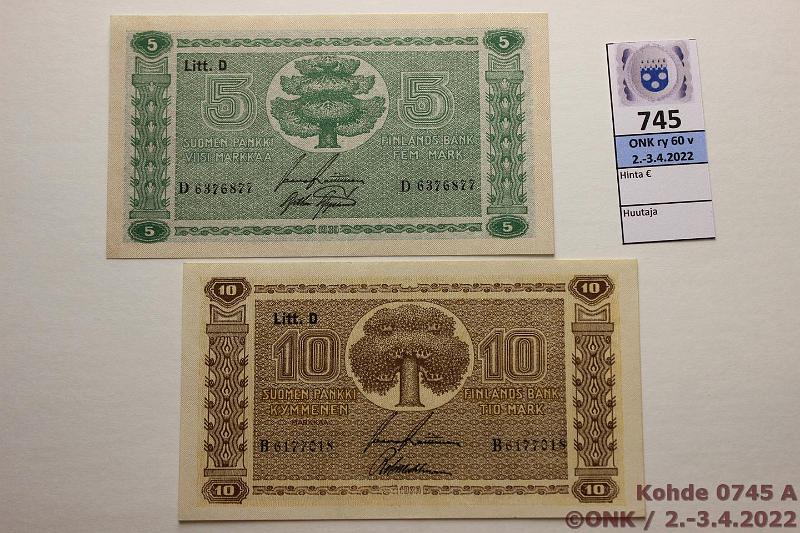 5 5
Litt. D
5 5
SUOMEN PANKKI FINLANDS BANK
VIISI MARKKAA FEM MARK
D 6376877 D 6376877
1939
5 5
745
ONK ry 60 v
2.-3.4.2022
Hinta €
Huutaja
10 10
Litt. D
10 10
SUOMEN PANKKI FINLANDS BANK
KYMMENEN TIO MARK
MARKKAA
B 6177018 B 6177018
10 10
Kohde 0745 A
©ONK / 2.-3.4.2022